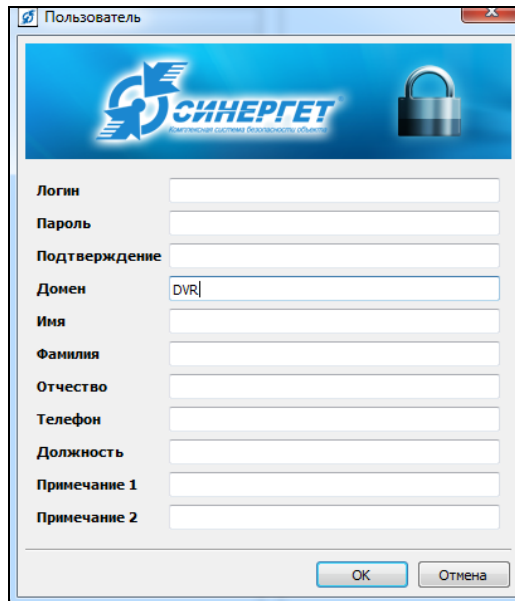 Пользователь
СИНЕРГЕТ
Комплексная система безопасности объекта
Логин
Пароль
Подтверждение
Домен DVR
Имя
Фамилия
Отчество
Телефон
Должность
Примечание 1
Примечание 2
OK Отмена